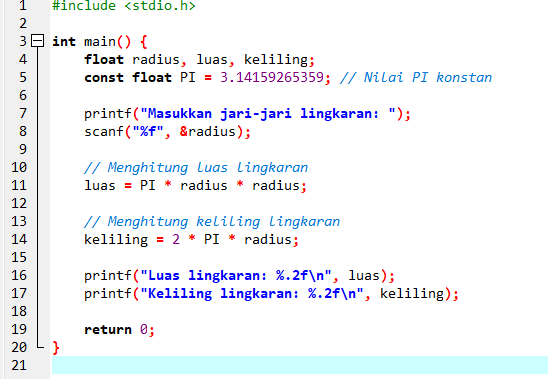 1 #include <stdio.h>
2
3 int main() {
4 float radius, luas, keliling;
5 const float PI = 3.14159265359; // Nilai PI konstan
6
7 printf("Masukkan jari-jari lingkaran: ");
8 scanf("%f", &radius);
9
10 // Menghitung luas lingkaran
11 luas = PI * radius * radius;
12
13 // Menghitung keliling lingkaran
14 keliling = 2 * PI * radius;
15
16 printf("Luas lingkaran: %.2f\n", luas);
17 printf("Keliling lingkaran: %.2f\n", keliling);
18
19 return 0;
20 }
21